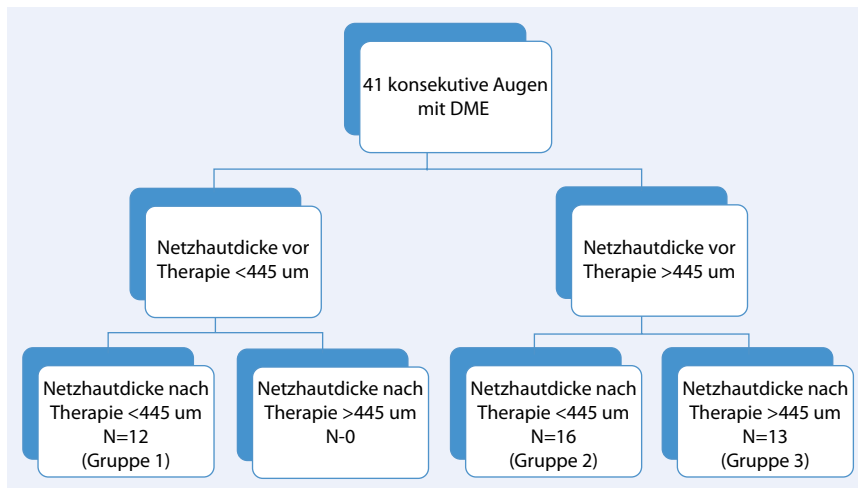 41 konsekutive Augen
mit DME
Netzhautdicke vor
Therapie <445 um
Netzhautdicke vor
Therapie >445 um
Netzhautdicke nach
Therapie <445 um
N=12
(Gruppe 1)
Netzhautdicke nach
Therapie >445 um
N-0
Netzhautdicke nach
Therapie <445 um
N=16
(Gruppe 2)
Netzhautdicke nach
Therapie >445 um
N=13
(Gruppe 3)